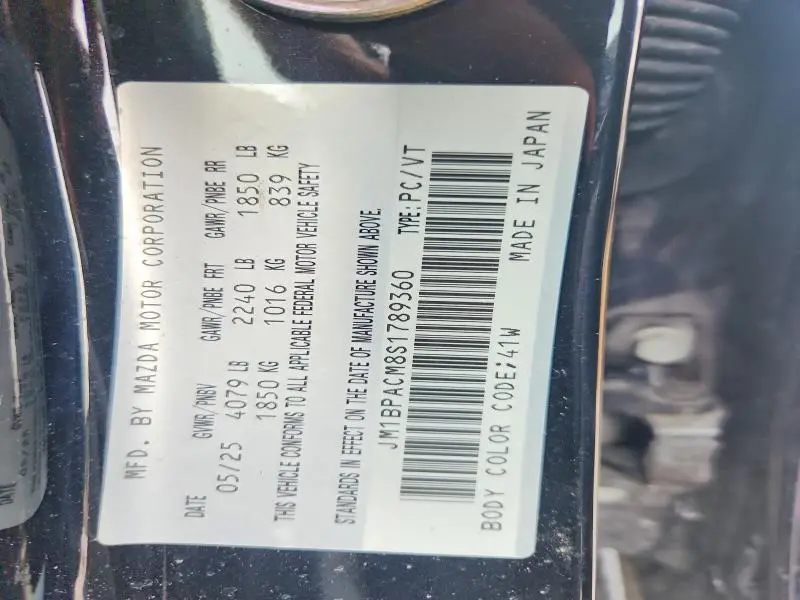 MFD. BY MAZDA MOTOR CORPORATION
DATE GVWR/PNBV GAWR/PNBE FRT GAWR/PNBE RR
05/25 4079 LB 2240 LB 1850 LB
1850 KG 1016 KG 839 KG
THIS VEHICLE CONFORMS TO ALL APPLICABLE FEDERAL MOTOR VEHICLE SAFETY
STANDARDS IN EFFECT ON THE DATE OF MANUFACTURE SHOWN ABOVE.
JM1BPACM8S1789360 TYPE: PC/VT
BODY COLOR CODE;41W MADE IN JAPAN
DATE